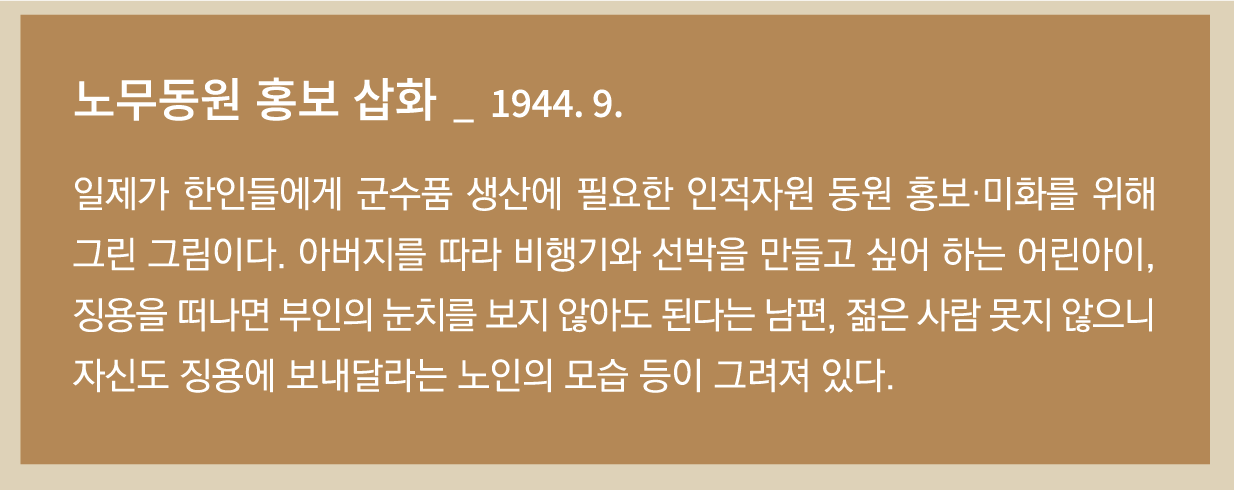 노무동원 홍보 삽화 _ 1944. 9.
일제가 한인들에게 군수품 생산에 필요한 인적자원 동원 홍보·미화를 위해
그린 그림이다. 아버지를 따라 비행기와 선박을 만들고 싶어 하는 어린아이,
징용을 떠나면 부인의 눈치를 보지 않아도 된다는 남편, 젊은 사람 못지 않으니
자신도 징용에 보내달라는 노인의 모습 등이 그려져 있다.